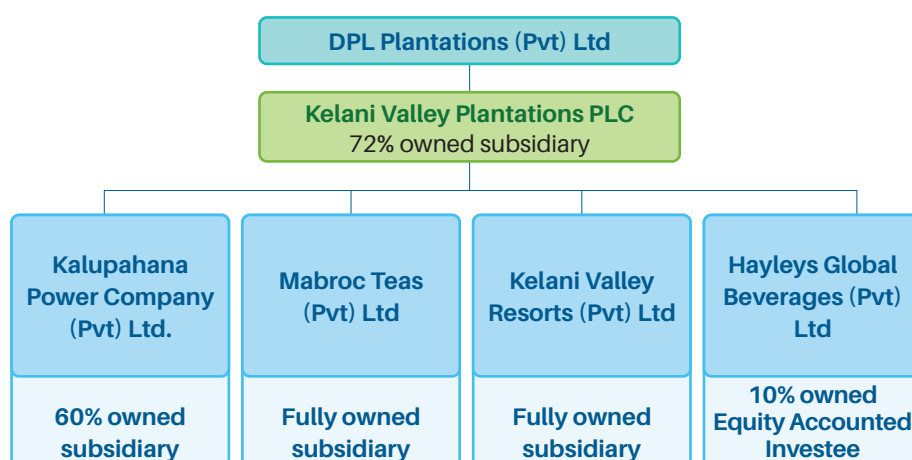 DPL Plantations (Pvt) Ltd
Kelani Valley Plantations PLC
72% owned subsidiary
Kalupahana
Power Company
(Pvt) Ltd.
60% owned
subsidiary
Mabroc Teas
(Pvt) Ltd
Fully owned
subsidiary
Kelani Valley
Resorts (Pvt) Ltd
Fully owned
subsidiary
Hayleys Global
Beverages (Pvt)
Ltd
10% owned
Equity Accounted
Investee